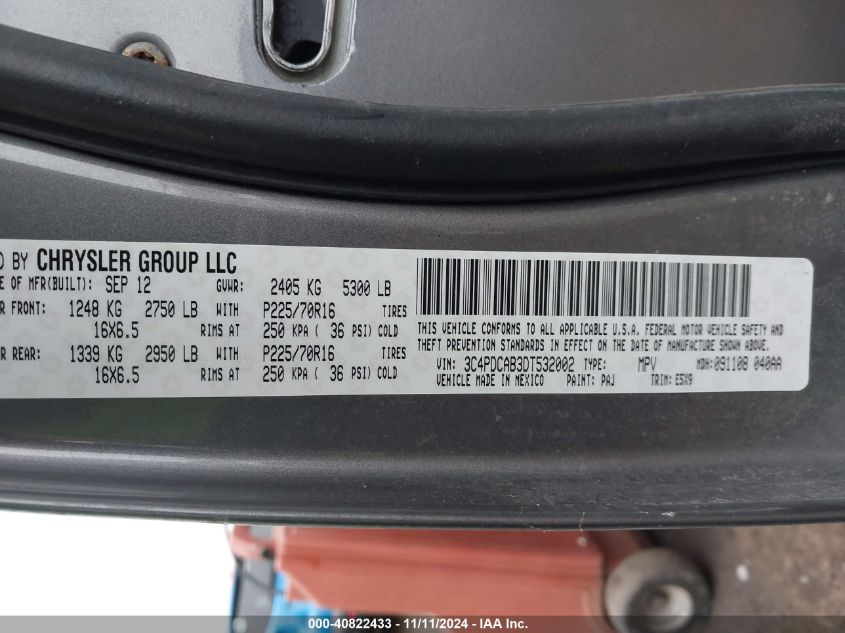 BY CHRYSLER GROUP LLC
OF MFR(BUILT): SEP 12 GVWR: 2405 KG 5300 LB
FRONT: 1248 KG 2750 LB WITH P225/70R16 TIRES
16X6.5 RIMS AT 250 KPA ( 36 PSI) COLD
REAR: 1339 KG 2950 LB WITH P225/70R16 TIRES
16X6.5 RIMS AT 250 KPA ( 36 PSI) COLD
THIS VEHICLE CONFORMS TO ALL APPLICABLE U.S.A. FEDERAL MOTOR VEHICLE SAFETY AND
THEFT PREVENTION STANDARDS IN EFFECT ON THE DATE OF MANUFACTURE SHOWN ABOVE.
VIN: 3C4PDCAB3DT532002 TYPE: MPV MDH: 091108 040AA
VEHICLE MADE IN MEXICO PAINT: PAJ TRIM: E5X9
000-40822433 - 11/11/2024 - IAA Inc.